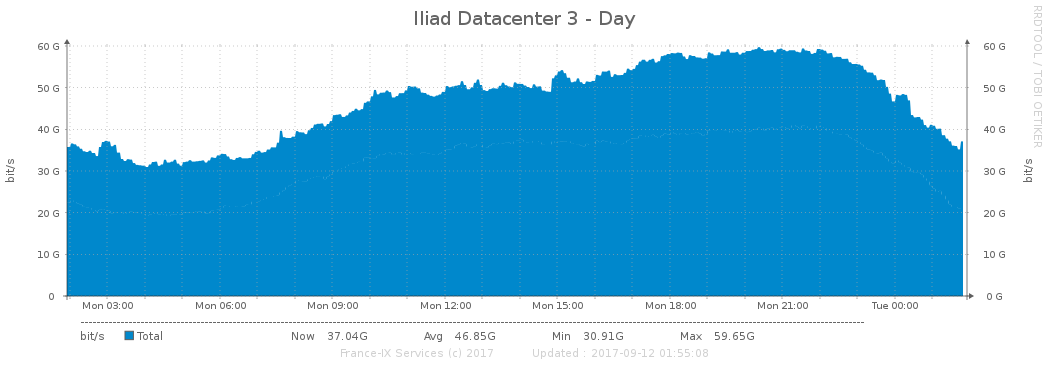 Iliad Datacenter 3 - Day
RRDTOOL / TOBI OETIKER
60 G
60 G
50 G
50 G
40 G
40 G
30 G
30 G
20 G
20 G
10 G
10 G
0
0 G
bit/s
bit/s
Mon 03:00 Mon 06:00 Mon 09:00 Mon 12:00 Mon 15:00 Mon 18:00 Mon 21:00 Tue 00:00
bit/s Total Now 37.04G Avg 46.85G Min 30.91G Max 59.65G
France-IX Services (c) 2017 Updated : 2017-09-12 01:55:08